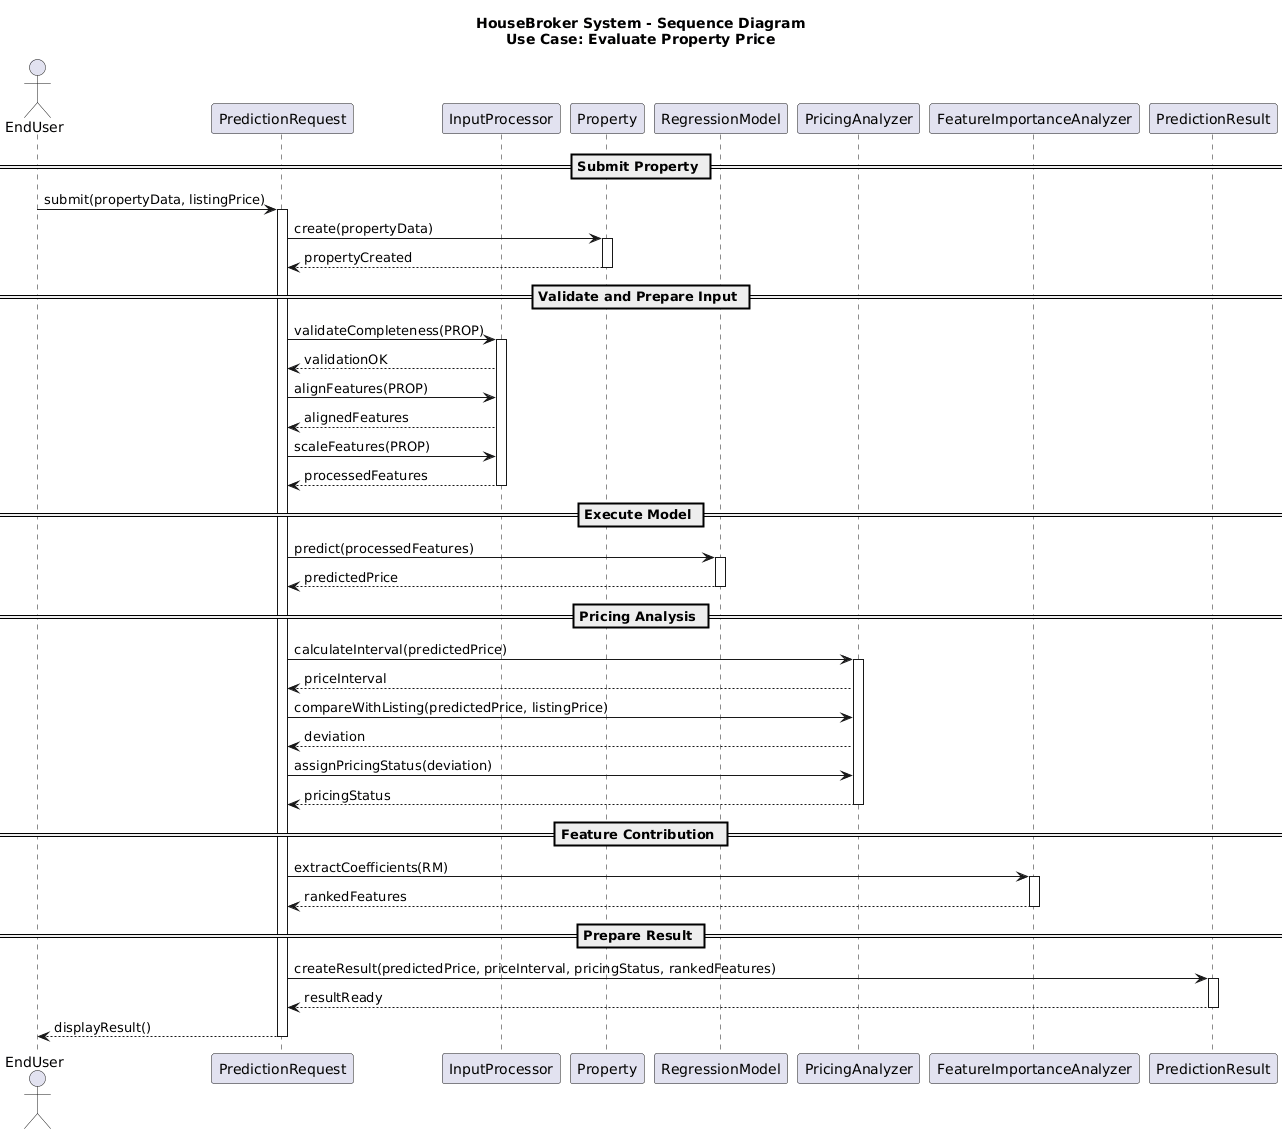 HouseBroker System - Sequence Diagram
Use Case: Evaluate Property Price
EndUser
PredictionRequest
InputProcessor
Property
RegressionModel
PricingAnalyzer
FeatureImportanceAnalyzer
PredictionResult
Submit Property
submit(propertyData, listingPrice)
create(propertyData)
propertyCreated
Validate and Prepare Input
validateCompleteness(PROP)
validationOK
alignFeatures(PROP)
alignedFeatures
scaleFeatures(PROP)
processedFeatures
Execute Model
predict(processedFeatures)
predictedPrice
Pricing Analysis
calculateInterval(predictedPrice)
priceInterval
compareWithListing(predictedPrice, listingPrice)
deviation
assignPricingStatus(deviation)
pricingStatus
Feature Contribution
extractCoefficients(RM)
rankedFeatures
Prepare Result
createResult(predictedPrice, priceInterval, pricingStatus, rankedFeatures)
resultReady
displayResult()
EndUser
PredictionRequest
InputProcessor
Property
RegressionModel
PricingAnalyzer
FeatureImportanceAnalyzer
PredictionResult